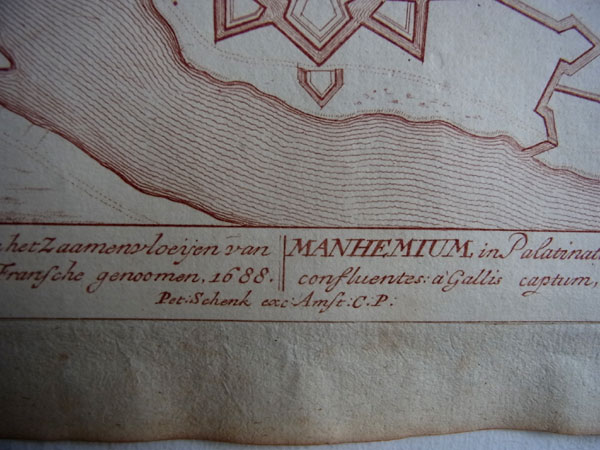 het Zaamenvloeijen van
Fransche genoomen, 1688.
MANHEMIUM, in Palatinat
confluentes: a Gallis captum,
Pet: Schenk exc: Amst: C. P: